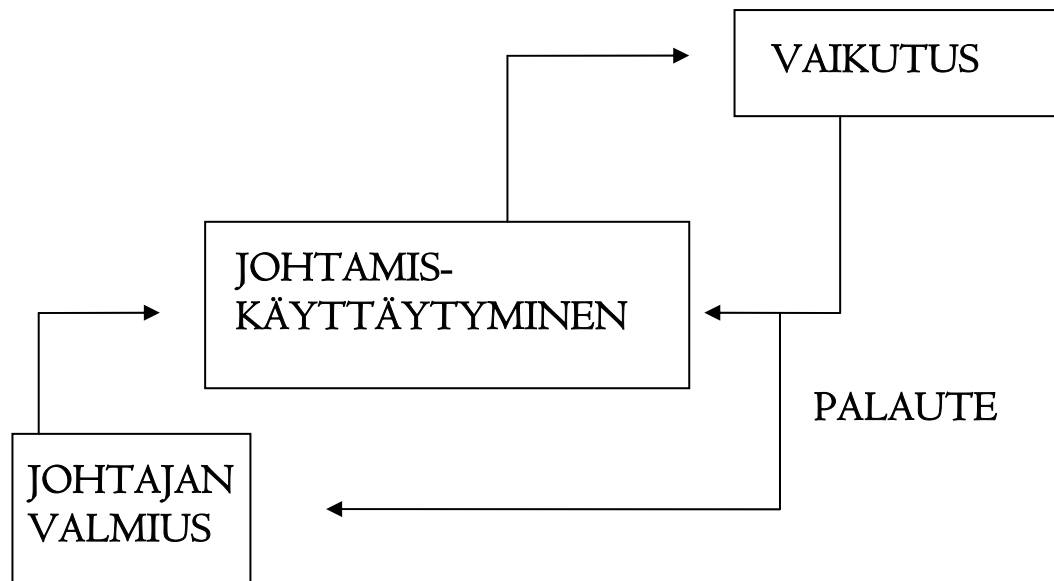 VAIKUTUS
JOHTAMIS-
KÄYTTÄYTYMINEN
PALAUTE
JOHTAJAN
VALMIUS